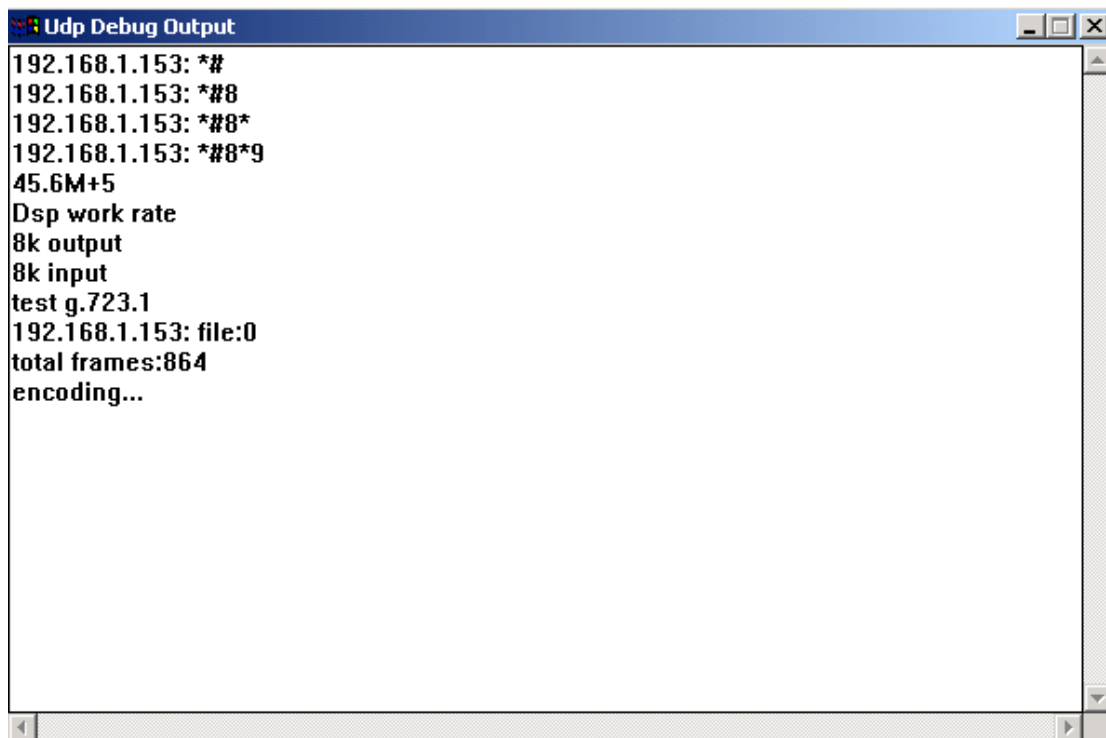 Udp Debug Output
192.168.1.153: *#
192.168.1.153: *#8
192.168.1.153: *#8*
192.168.1.153: *#8*9
45.6M+5
Dsp work rate
8k output
8k input
test g.723.1
192.168.1.153: file:0
total frames:864
encoding...